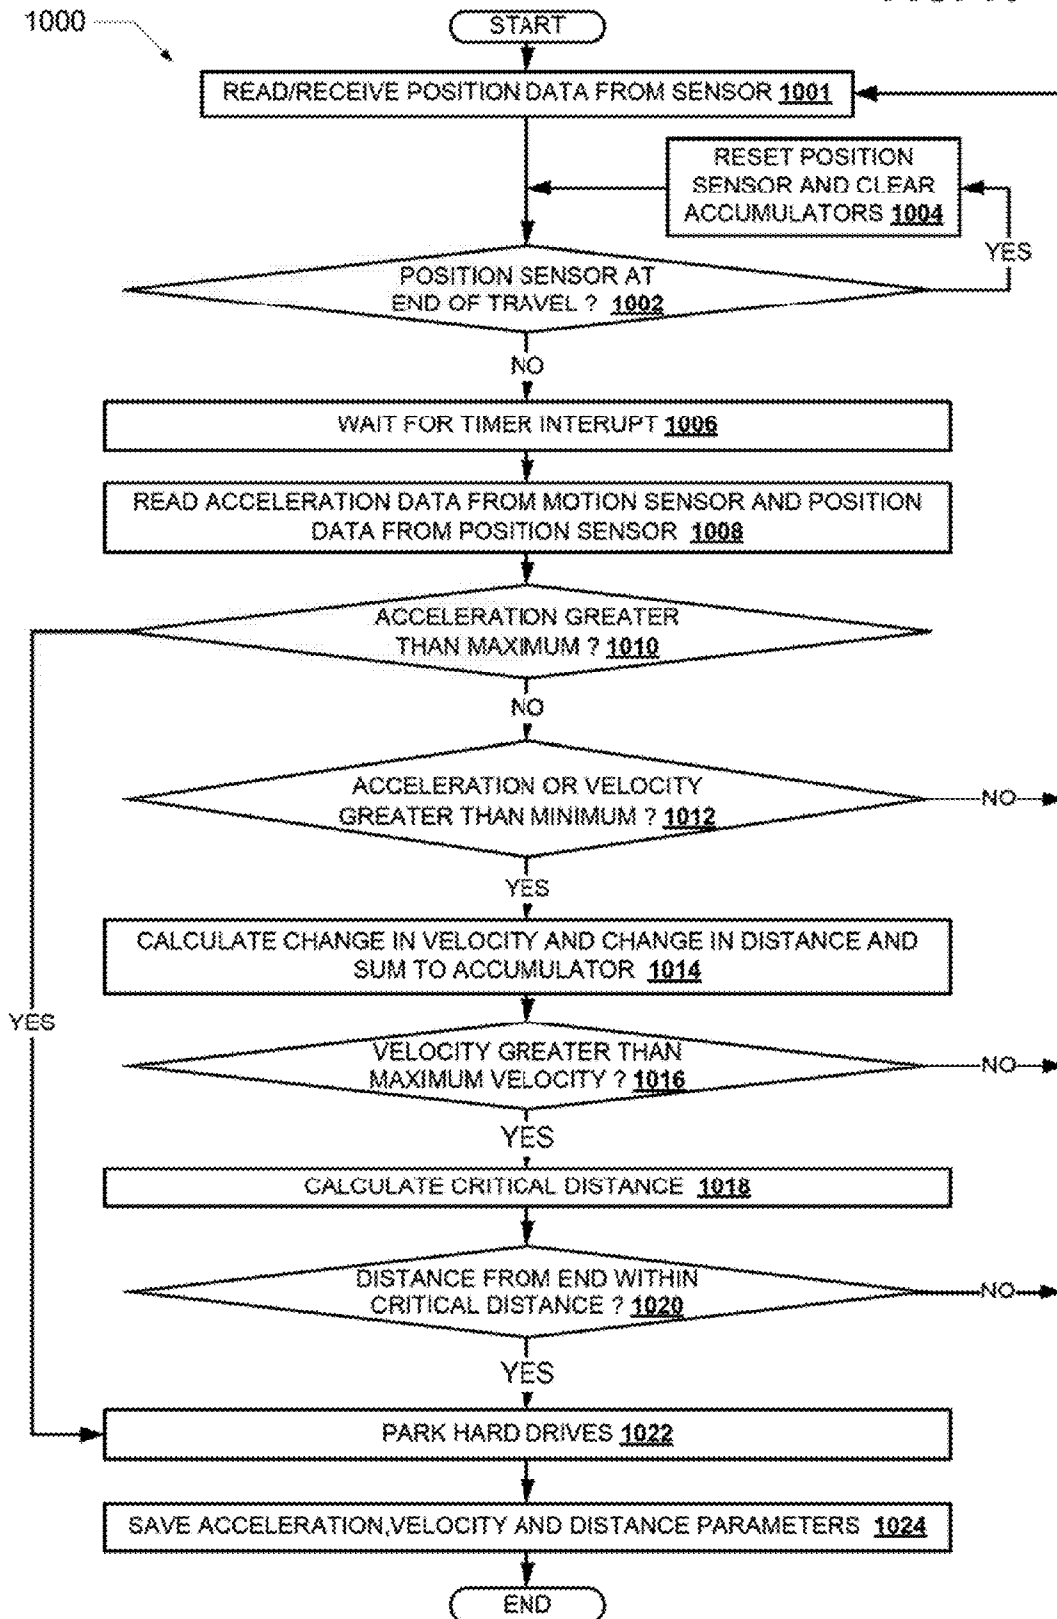 1000
START
READ/RECEIVE POSITION DATA FROM SENSOR 1001
RESET POSITION
SENSOR AND CLEAR
ACCUMULATORS 1004
YES
POSITION SENSOR AT
END OF TRAVEL ? 1002
NO
WAIT FOR TIMER INTERUPT 1006
READ ACCELERATION DATA FROM MOTION SENSOR AND POSITION
DATA FROM POSITION SENSOR 1008
ACCELERATION GREATER
THAN MAXIMUM ? 1010
NO
ACCELERATION OR VELOCITY
GREATER THAN MINIMUM ? 1012
NO
YES
CALCULATE CHANGE IN VELOCITY AND CHANGE IN DISTANCE AND
SUM TO ACCUMULATOR 1014
YES
VELOCITY GREATER THAN
MAXIMUM VELOCITY ? 1016
NO
YES
CALCULATE CRITICAL DISTANCE 1018
DISTANCE FROM END WITHIN
CRITICAL DISTANCE ? 1020
NO
YES
PARK HARD DRIVES 1022
SAVE ACCELERATION,VELOCITY AND DISTANCE PARAMETERS 1024
END